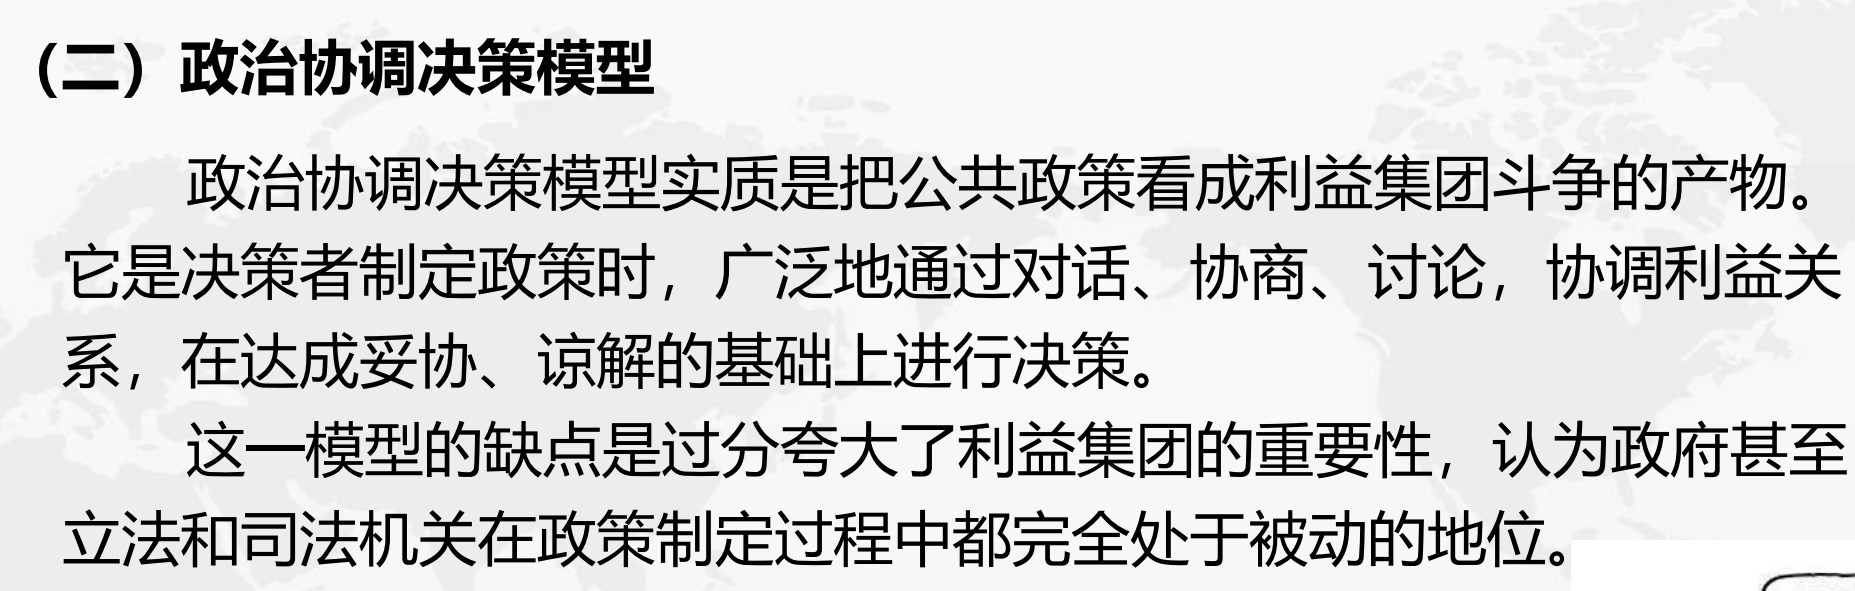 （二）政治协调决策模型
政治协调决策模型实质是把公共政策看成利益集团斗争的产物。
它是决策者制定政策时，广泛地通过对话、协商、讨论，协调利益关
系，在达成妥协、谅解的基础上进行决策。
这一模型的缺点是过分夸大了利益集团的重要性，认为政府甚至
立法和司法机关在政策制定过程中都完全处于被动的地位。